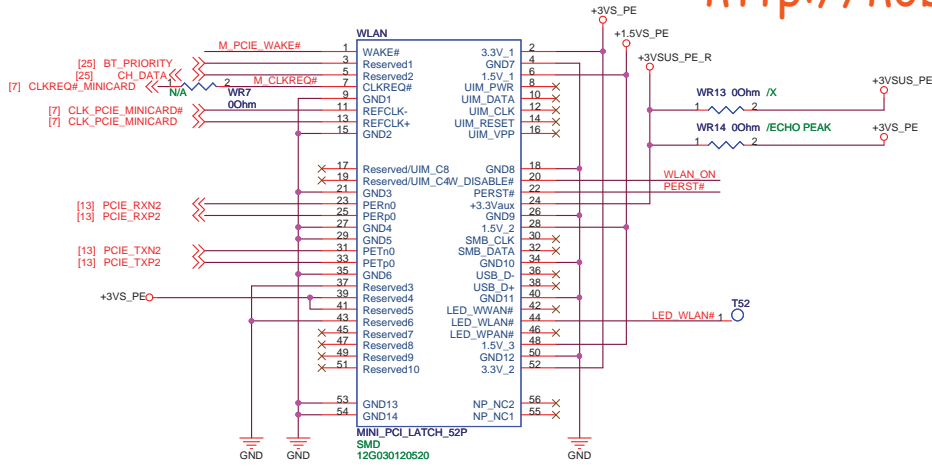 http://
+3VS_PE
+1.5VS_PE
+3VSUS_PE_R
+3VSUS_PE
WR13 0Ohm /X
1 2
WR14 0Ohm /ECHO PEAK
+3VS_PE
1 2
WLAN
M_PCIE_WAKE# 1 WAKE# 3.3V_1 2
[25] BT_PRIORITY 3 Reserved1 GND7 4
[25] CH_DATA 5 Reserved2 1.5V_1 6
[7] CLKREQ#_MINICARD 1 2 M_CLKREQ# 7 CLKREQ# UIM_PWR 8
N/A WR7 9 GND1 UIM_DATA 10
0Ohm
[7] CLK_PCIE_MINICARD# 11 REFCLK- UIM_CLK 12
[7] CLK_PCIE_MINICARD 13 REFCLK+ UIM_RESET 14
15 GND2 UIM_VPP 16
17 Reserved/UIM_C8 GND8 18
19 Reserved/UIM_C4 W_DISABLE# 20 WLAN_ON
21 GND3 PERST# 22 PERST#
[13] PCIE_RXN2 23 PERn0 +3.3Vaux 24
[13] PCIE_RXP2 25 PERp0 GND9 26
27 GND4 1.5V_2 28
29 GND5 SMB_CLK 30
[13] PCIE_TXN2 31 PETn0 SMB_DATA 32
[13] PCIE_TXP2 33 PETp0 GND10 34
35 GND6 USB_D- 36
37 Reserved3 USB_D+ 38
+3VS_PE 39 Reserved4 GND11 40
41 Reserved5 LED_WWAN# 42
43 Reserved6 LED_WLAN# 44 LED_WLAN# 1 T52
45 Reserved7 LED_WPAN# 46
47 Reserved8 1.5V_3 48
49 Reserved9 GND12 50
51 Reserved10 3.3V_2 52
53 GND13 NP_NC2 56
54 GND14 NP_NC1 55
MINI_PCI_LATCH_52P
SMD
12G030120520
GND GND GND